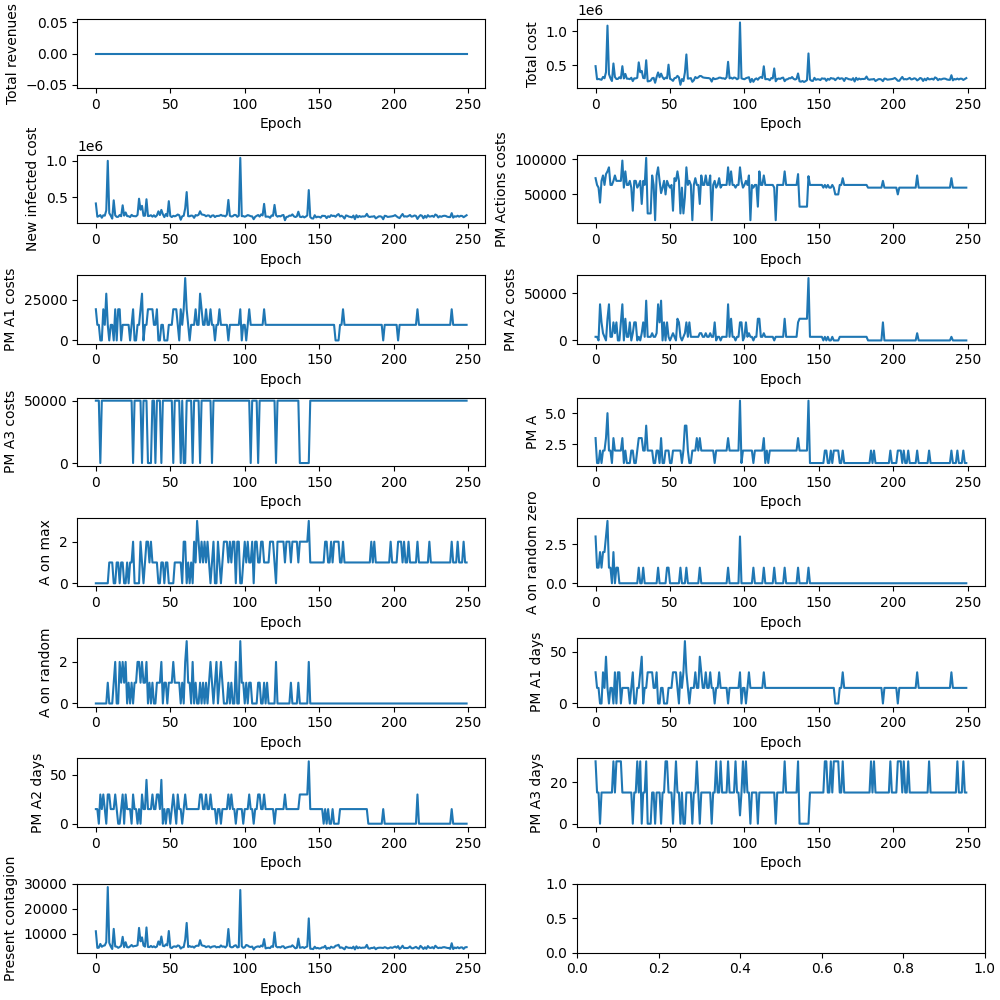 Total revenues
0.05
0.00
−0.05
0 50 100 150 200 250
Epoch
1e6
Total cost
1.0
0.5
0 50 100 150 200 250
Epoch
1e6
New infected cost
1.0
0.5
0 50 100 150 200 250
Epoch
PM Actions costs
100000
50000
0 50 100 150 200 250
Epoch
PM A1 costs
25000
0
0 50 100 150 200 250
Epoch
PM A2 costs
50000
0
0 50 100 150 200 250
Epoch
PM A3 costs
50000
0
0 50 100 150 200 250
Epoch
PM A
5.0
2.5
0 50 100 150 200 250
Epoch
A on max
2
0
0 50 100 150 200 250
Epoch
A on random zero
2.5
0.0
0 50 100 150 200 250
Epoch
A on random
2
0
0 50 100 150 200 250
Epoch
PM A1 days
50
0
0 50 100 150 200 250
Epoch
PM A2 days
50
0
0 50 100 150 200 250
Epoch
PM A3 days
20
0
0 50 100 150 200 250
Epoch
Present contagion
30000
20000
10000
0 50 100 150 200 250
Epoch
1.0
0.5
0.0
0.0 0.2 0.4 0.6 0.8 1.0